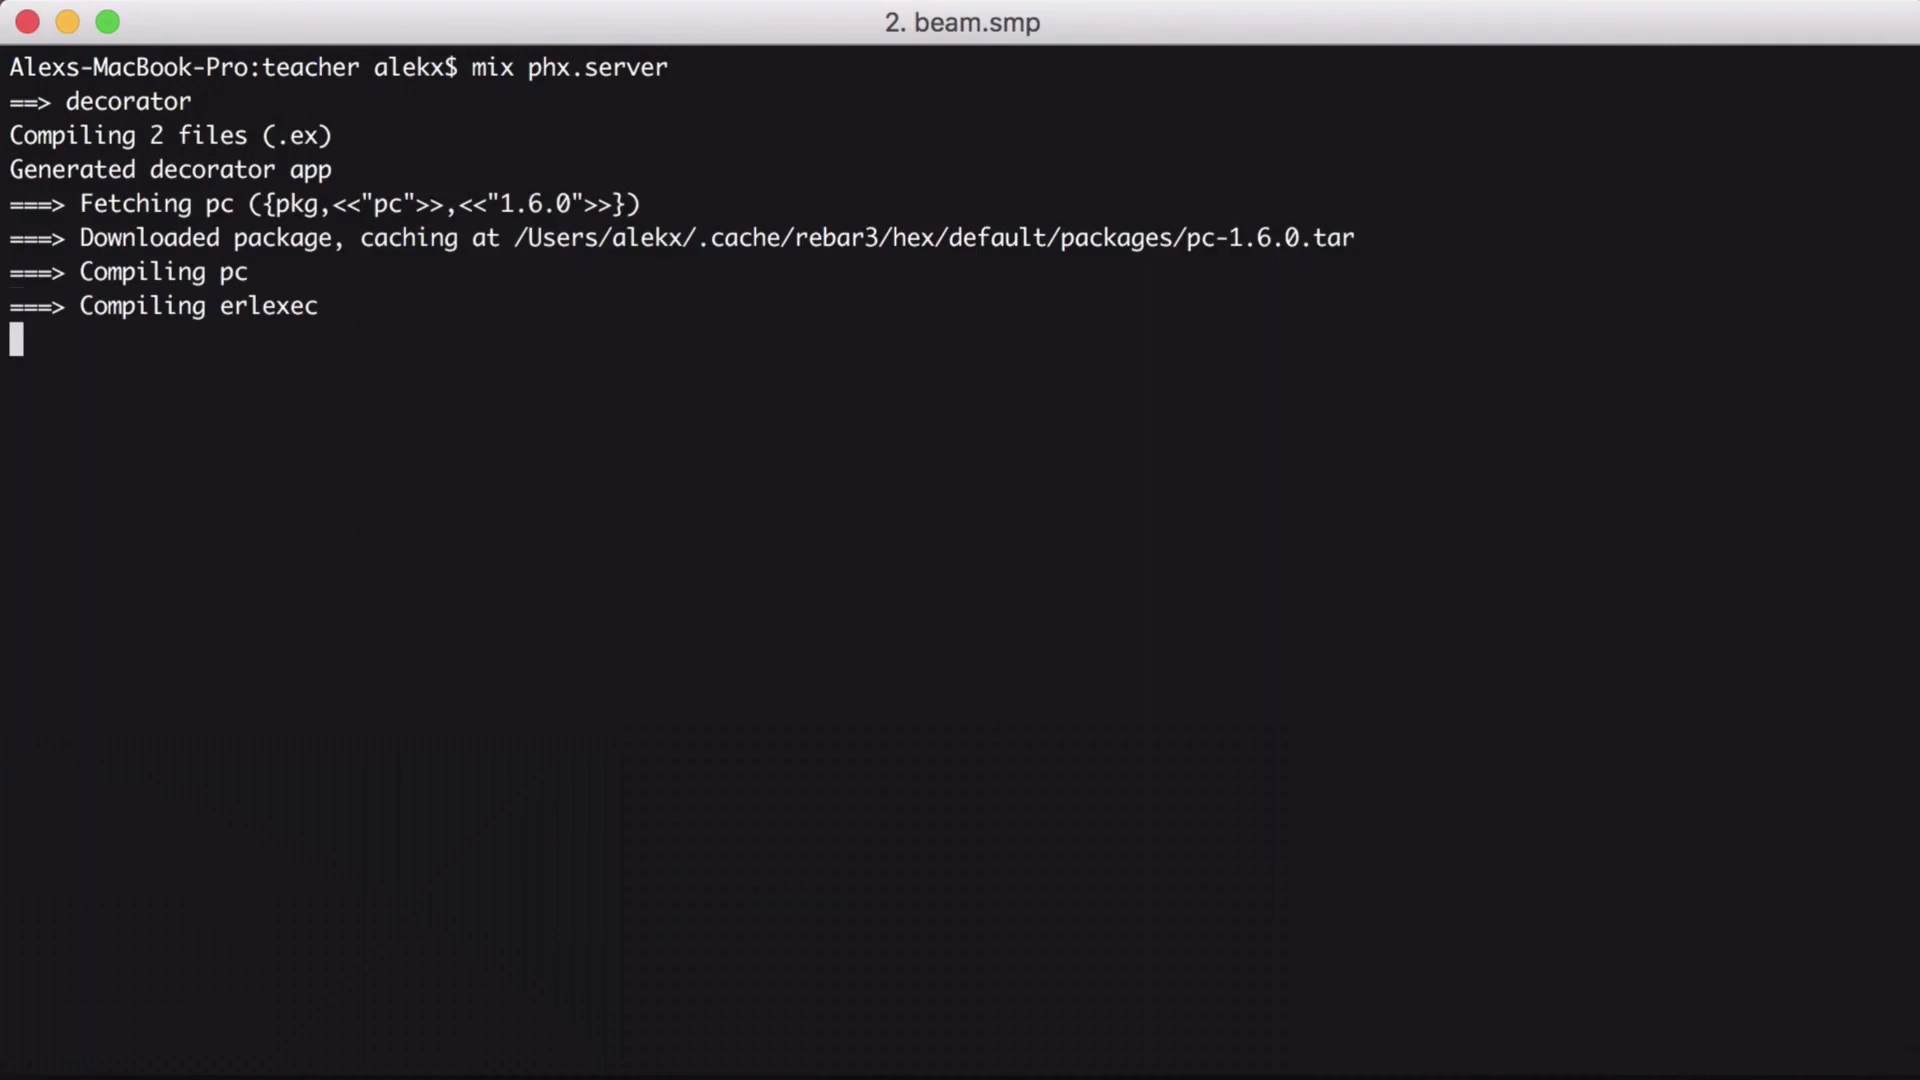 2. beam.smp
Alexs-MacBook-Pro:teacher alekx$ mix phx.server
==> decorator
Compiling 2 files (.ex)
Generated decorator app
===> Fetching pc ({pkg,<<"pc">>,<<"1.6.0">>})
===> Downloaded package, caching at /Users/alekx/.cache/rebar3/hex/default/packages/pc-1.6.0.tar
===> Compiling pc
===> Compiling erlexec